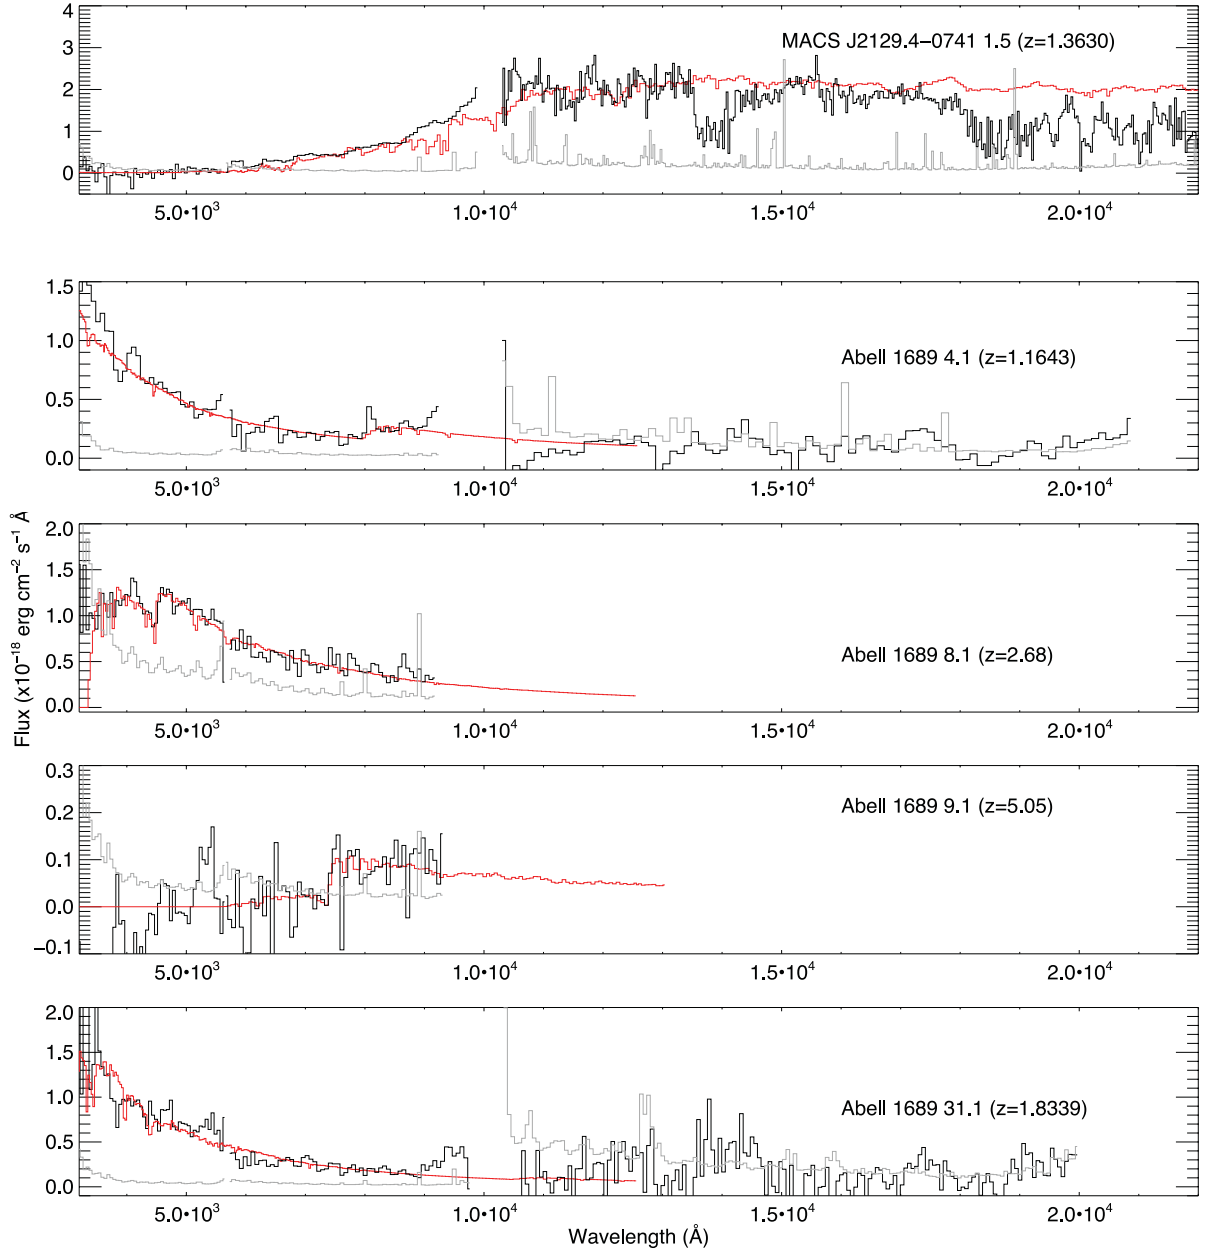 4
3
2
1
0
MACS J2129.4−0741 1.5 (z=1.3630)
5.0•10³ 1.0•10⁴ 1.5•10⁴ 2.0•10⁴
1.5
1.0
0.5
0.0
Abell 1689 4.1 (z=1.1643)
5.0•10³ 1.0•10⁴ 1.5•10⁴ 2.0•10⁴
2.0
1.5
1.0
0.5
0.0
Abell 1689 8.1 (z=2.68)
5.0•10³ 1.0•10⁴ 1.5•10⁴ 2.0•10⁴
Flux (x10⁻¹⁸ erg cm⁻² s⁻¹ Å
0.3
0.2
0.1
0.0
−0.1
Abell 1689 9.1 (z=5.05)
5.0•10³ 1.0•10⁴ 1.5•10⁴ 2.0•10⁴
2.0
1.5
1.0
0.5
0.0
Abell 1689 31.1 (z=1.8339)
5.0•10³ 1.0•10⁴ 1.5•10⁴ 2.0•10⁴
Wavelength (Å)